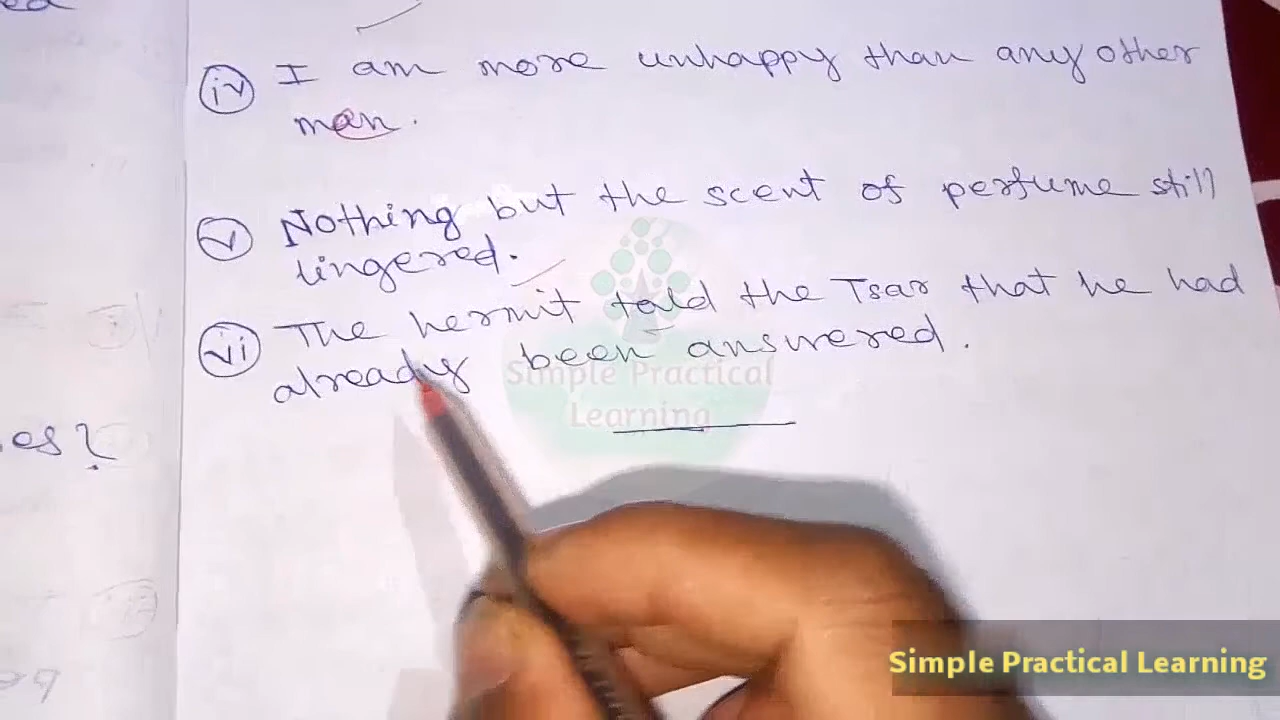 iv I am more unhappy than any other
man.
v Nothing but the scent of perfume still
lingered.
vi The hermit told the Tsar that he had
already been answered.
es?
Simple Practical
Learning
Simple Practical Learning